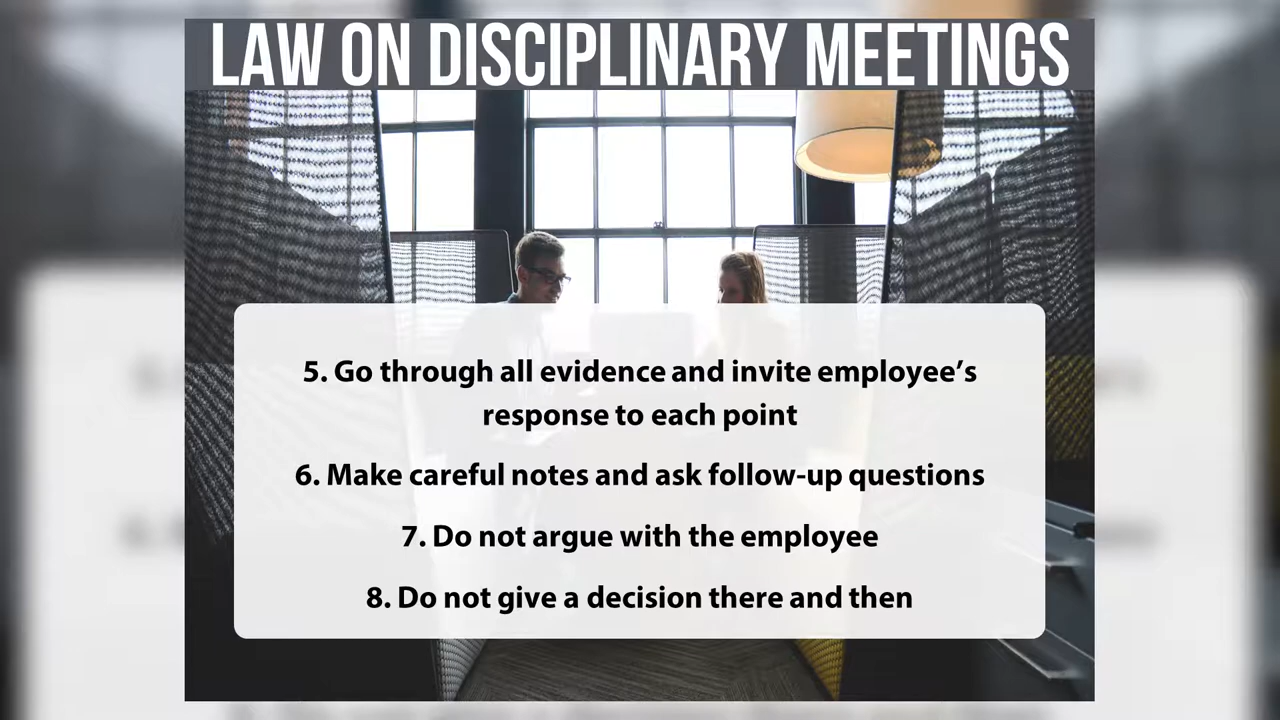 LAW ON DISCIPLINARY MEETINGS
5. Go through all evidence and invite employee’s
response to each point
6. Make careful notes and ask follow-up questions
7. Do not argue with the employee
8. Do not give a decision there and then